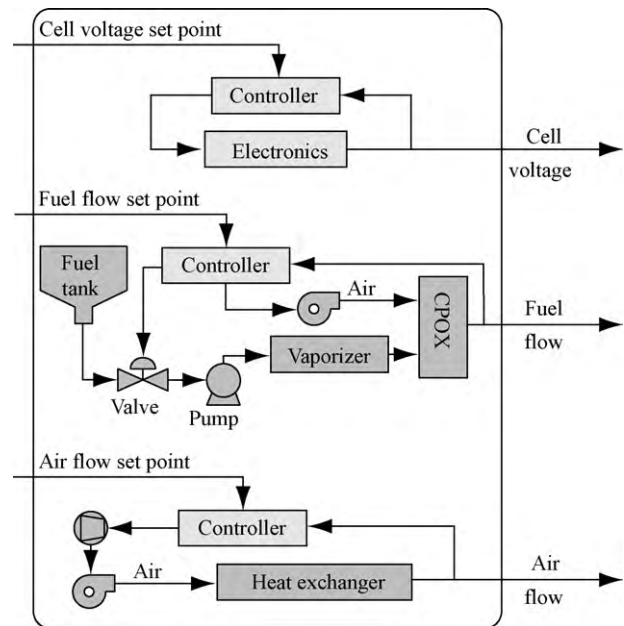 Cell voltage set point
Controller
Electronics
Cell
voltage
Fuel flow set point
Fuel
tank
Controller
Air
CPOX
Fuel
flow
Vaporizer
Valve
Pump
Air flow set point
Controller
Air
Heat exchanger
Air
flow